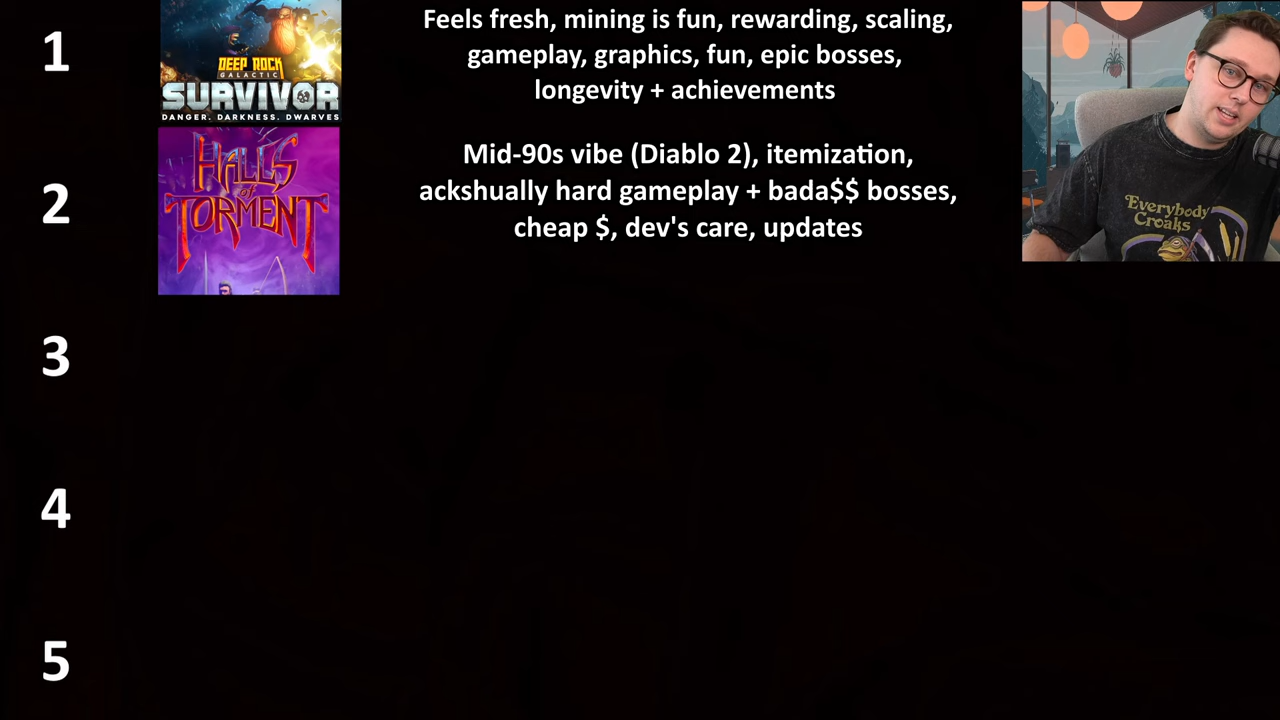 1
DEEP ROCK
GALACTIC
SURVIVOR
DANGER. DARKNESS. DWARVES
Feels fresh, mining is fun, rewarding, scaling,
gameplay, graphics, fun, epic bosses,
longevity + achievements
Everybody
Croaks
2
HALLS
of
TORMENT
Mid-90s vibe (Diablo 2), itemization,
ackshually hard gameplay + bada$$ bosses,
cheap $, dev's care, updates
3
4
5